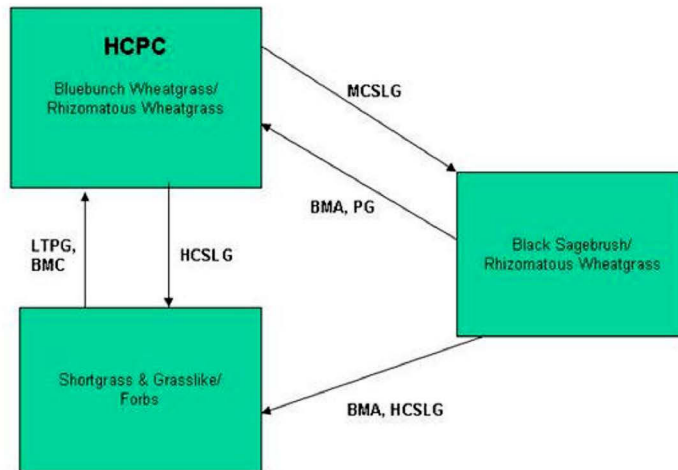 HCPC
Bluebunch Wheatgrass/
Rhizomatous Wheatgrass
MCSLG
BMA, PG
Black Sagebrush/
Rhizomatous Wheatgrass
LTPG,
BMC
HCSLG
Shortgrass & Grasslike/
Forbs
BMA, HCSLG